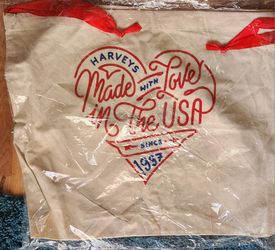 HARVEYS
Made WITH Love
in The USA
SINCE
1997